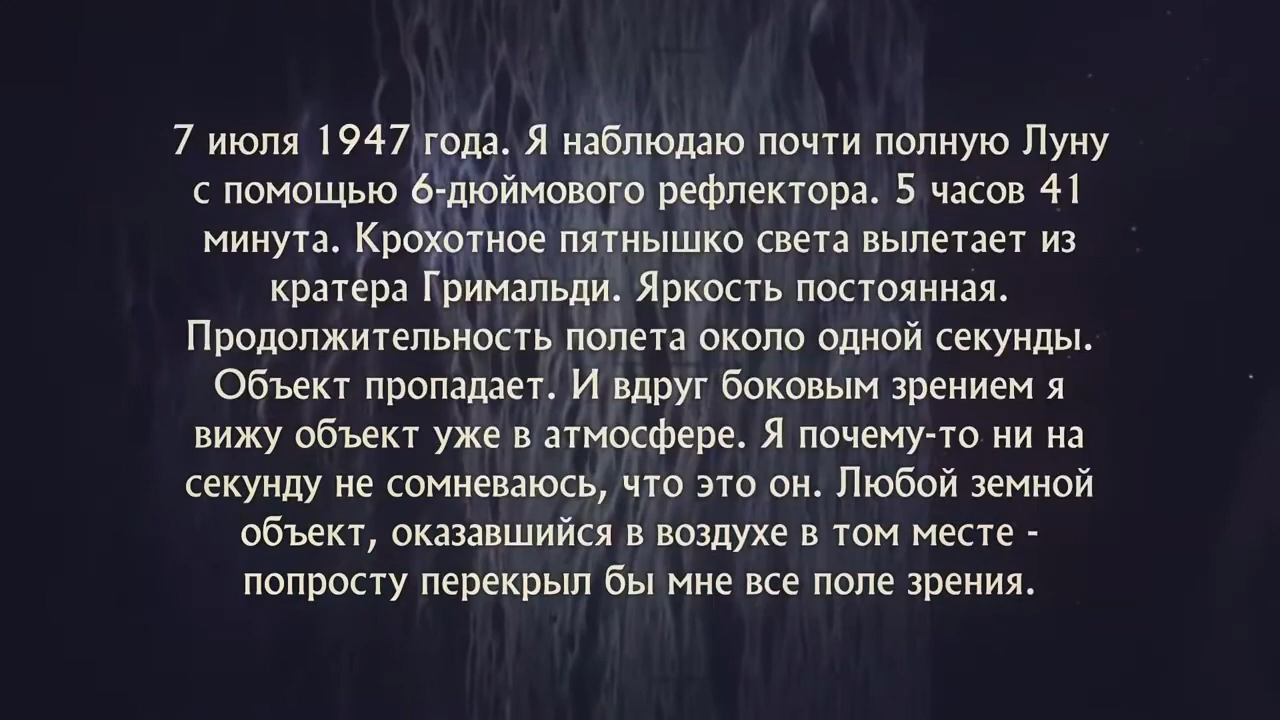 7 июля 1947 года. Я наблюдаю почти полную Луну
с помощью 6-дюймового рефлектора. 5 часов 41
минута. Крохотное пятнышко света вылетает из
кратера Гримальди. Яркость постоянная.
Продолжительность полета около одной секунды.
Объект пропадает. И вдруг боковым зрением я
вижу объект уже в атмосфере. Я почему-то ни на
секунду не сомневаюсь, что это он. Любой земной
объект, оказавшийся в воздухе в том месте -
попросту перекрыл бы мне все поле зрения.